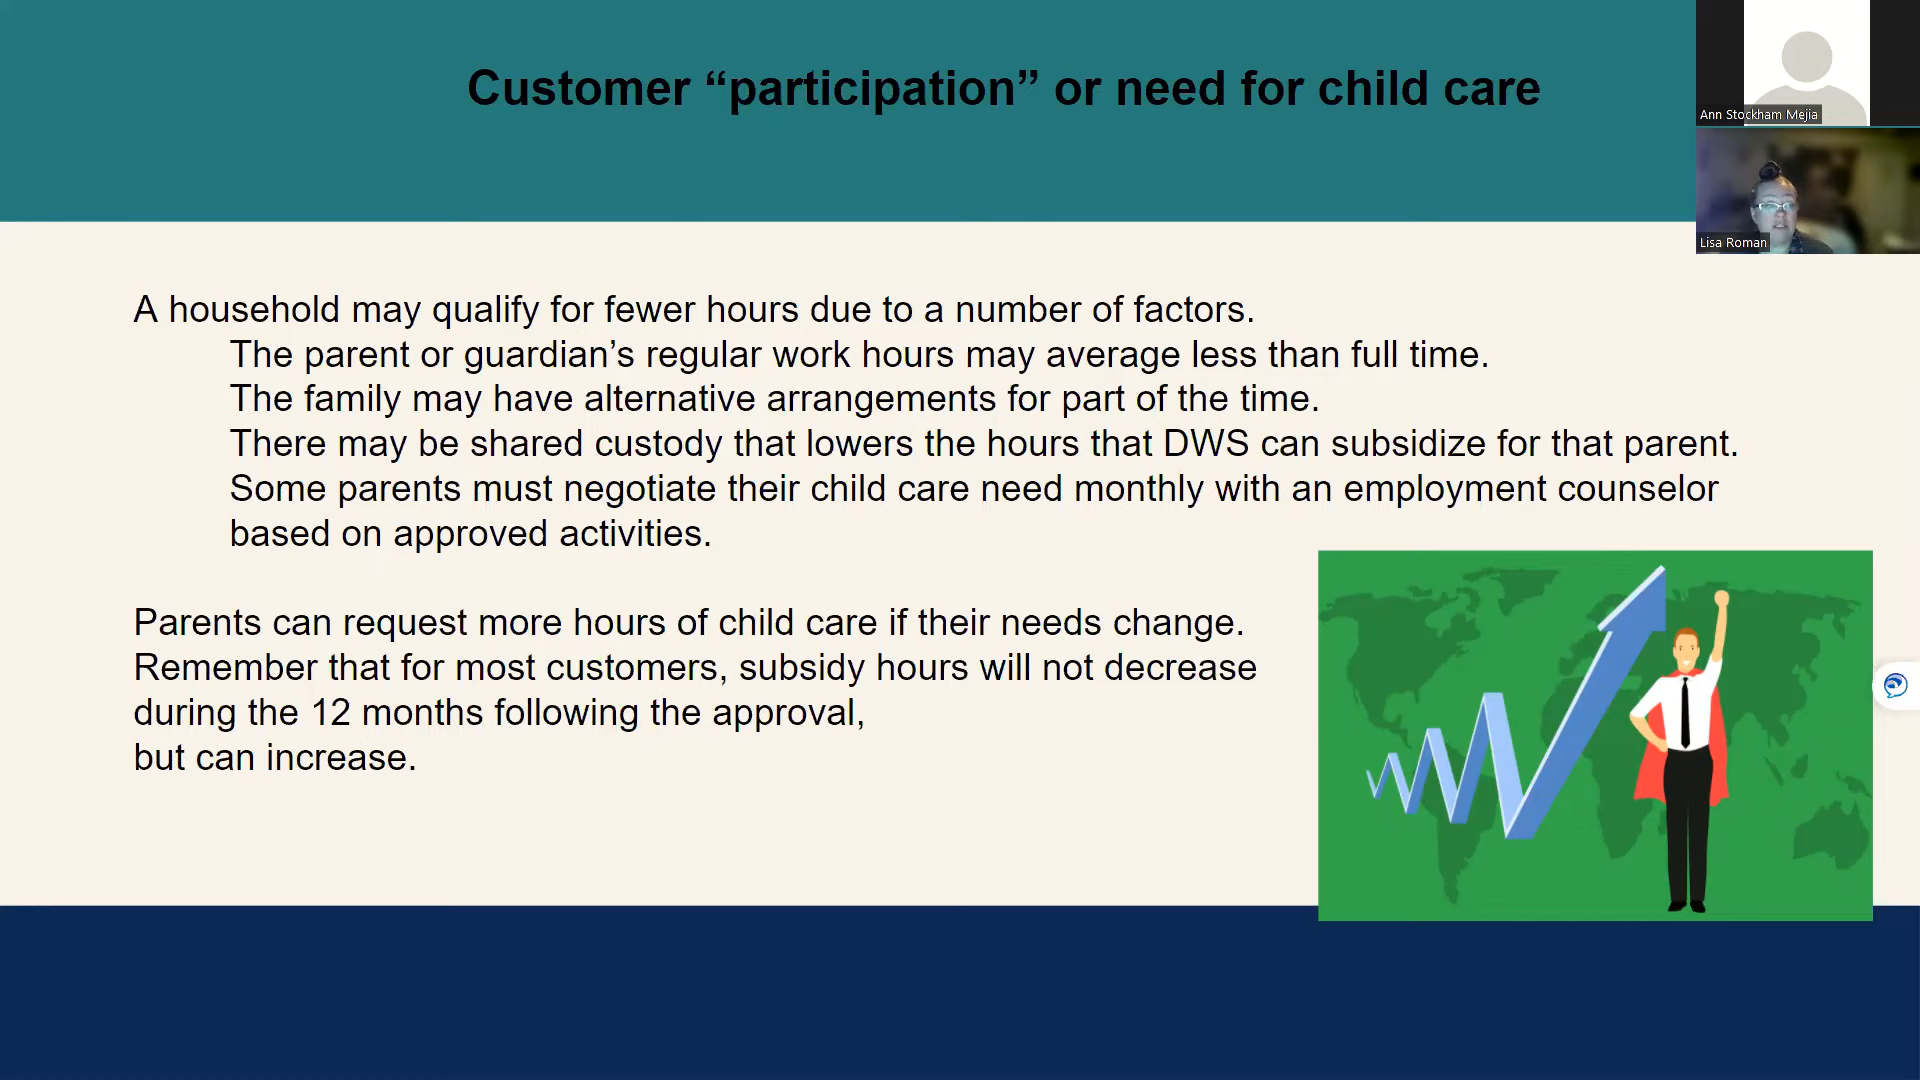 Customer “participation” or need for child care
Ann Stockham Mejia
Lisa Roman
A household may qualify for fewer hours due to a number of factors.
The parent or guardian’s regular work hours may average less than full time.
The family may have alternative arrangements for part of the time.
There may be shared custody that lowers the hours that DWS can subsidize for that parent.
Some parents must negotiate their child care need monthly with an employment counselor
based on approved activities.
Parents can request more hours of child care if their needs change.
Remember that for most customers, subsidy hours will not decrease
during the 12 months following the approval,
but can increase.